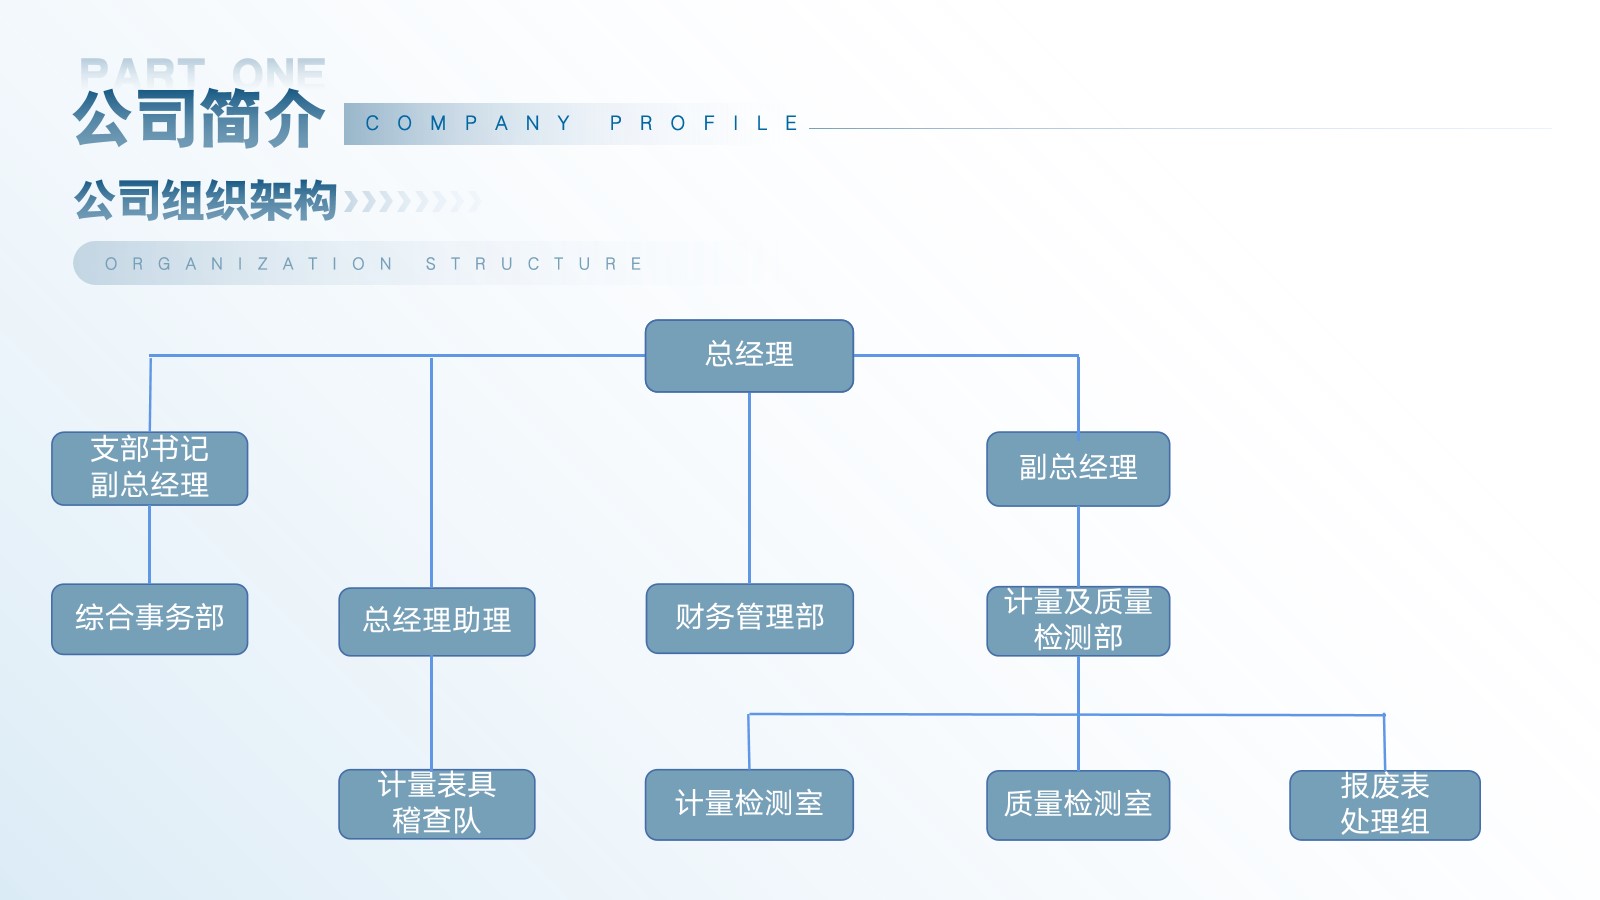 PART ONE
公司简介
COMPANY PROFILE
公司组织架构
ORGANIZATION STRUCTURE
总经理
支部书记
副总经理
副总经理
综合事务部
总经理助理
财务管理部
计量及质量
检测部
计量表具
稽查队
计量检测室
质量检测室
报废表
处理组